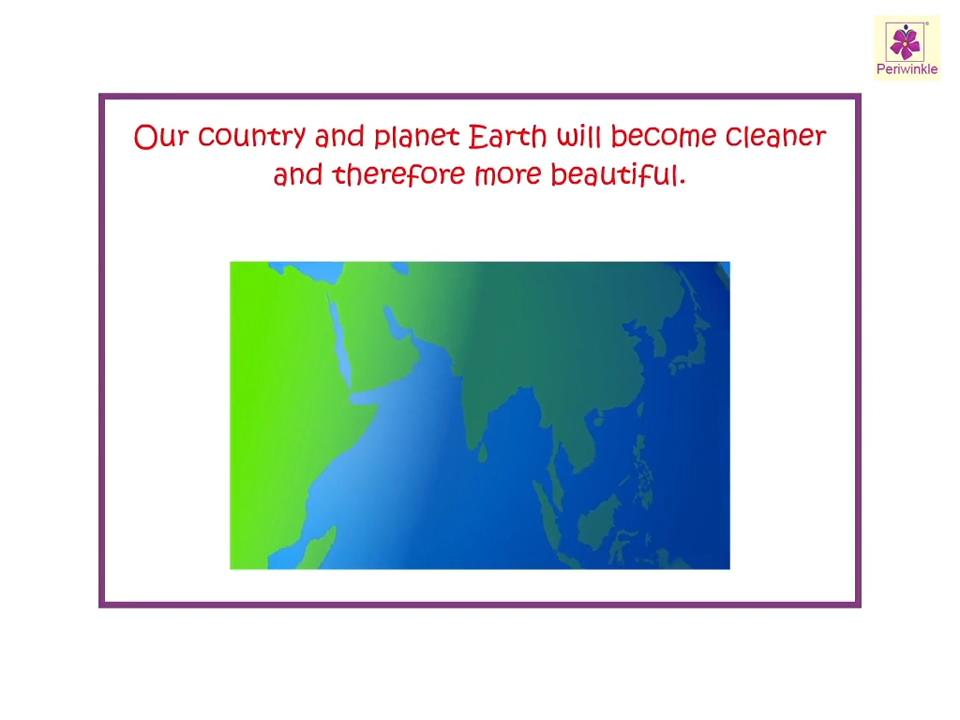 Periwinkle
Our country and planet Earth will become cleaner
and therefore more beautiful.